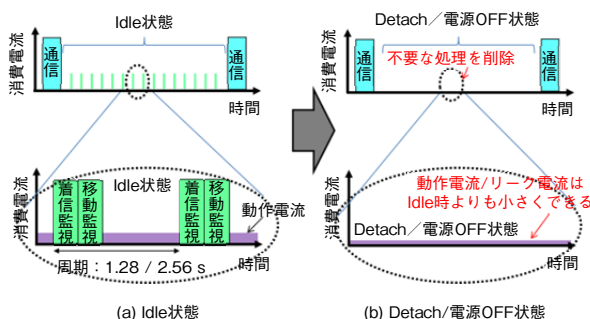 Idle状態
消費電流
通信
通信
時間
消費電流
Idle状態
着信監視
移動監視
着信監視
移動監視
動作電流
周期：1.28 / 2.56 s
時間
(a) Idle状態
Detach／電源OFF状態
不要な処理を削除
消費電流
通信
通信
時間
消費電流
動作電流/リーク電流は
Idle時よりも小さくできる
Detach／電源OFF状態
時間
(b) Detach/電源OFF状態